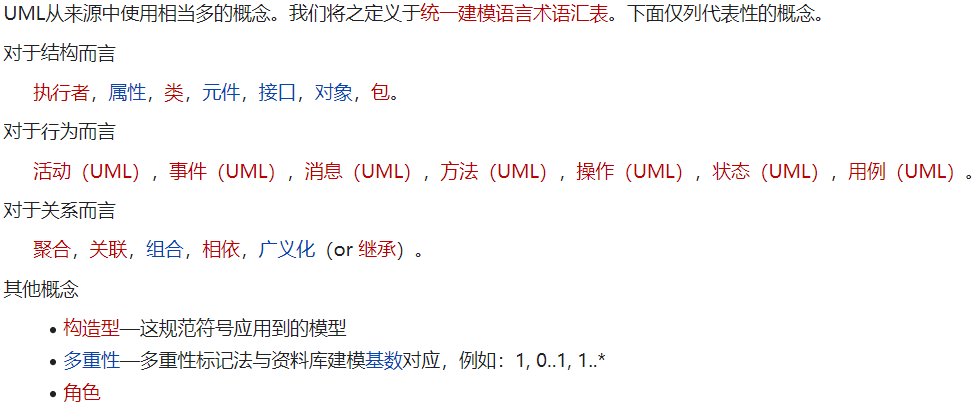 UML从来源中使用相当多的概念。我们将之定义于统一建模语言术语汇表。下面仅列代表性的概念。
对于结构而言
执行者，属性，类，元件，接口，对象，包。
对于行为而言
活动（UML），事件（UML），消息（UML），方法（UML），操作（UML），状态（UML），用例（UML）。
对于关系而言
聚合，关联，组合，相依，广义化（or 继承）。
其他概念
• 构造型—这规范符号应用到的模型
• 多重性—多重性标记法与资料库建模基数对应，例如：1, 0..1, 1..*
• 角色